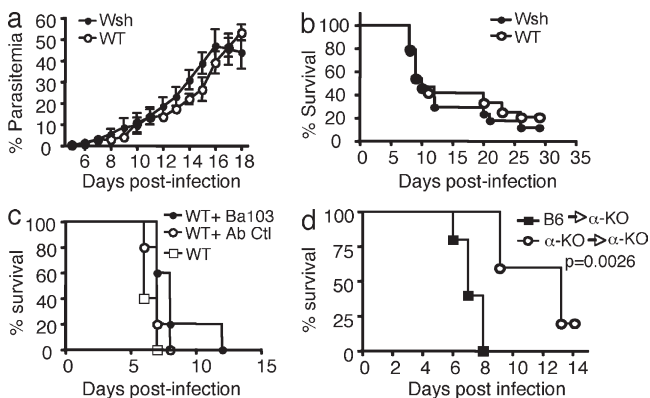 a
Wsh
WT
% Parasitemia
60
50
40
30
20
10
0
6 8 10 12 14 16 18
Days post-infection
b
Wsh
WT
% Survival
100
80
60
40
20
0
0 5 10 15 20 25 30 35
Days post-infection
c
WT+ Ba103
WT+ Ab Ctl
WT
% survival
100
80
60
40
20
0
0 5 10 15
Days post-infection
d
B6 → α-KO
α-KO → α-KO
p=0.0026
% survival
100
75
50
25
0
0 2 4 6 8 10 12 14
Days post infection